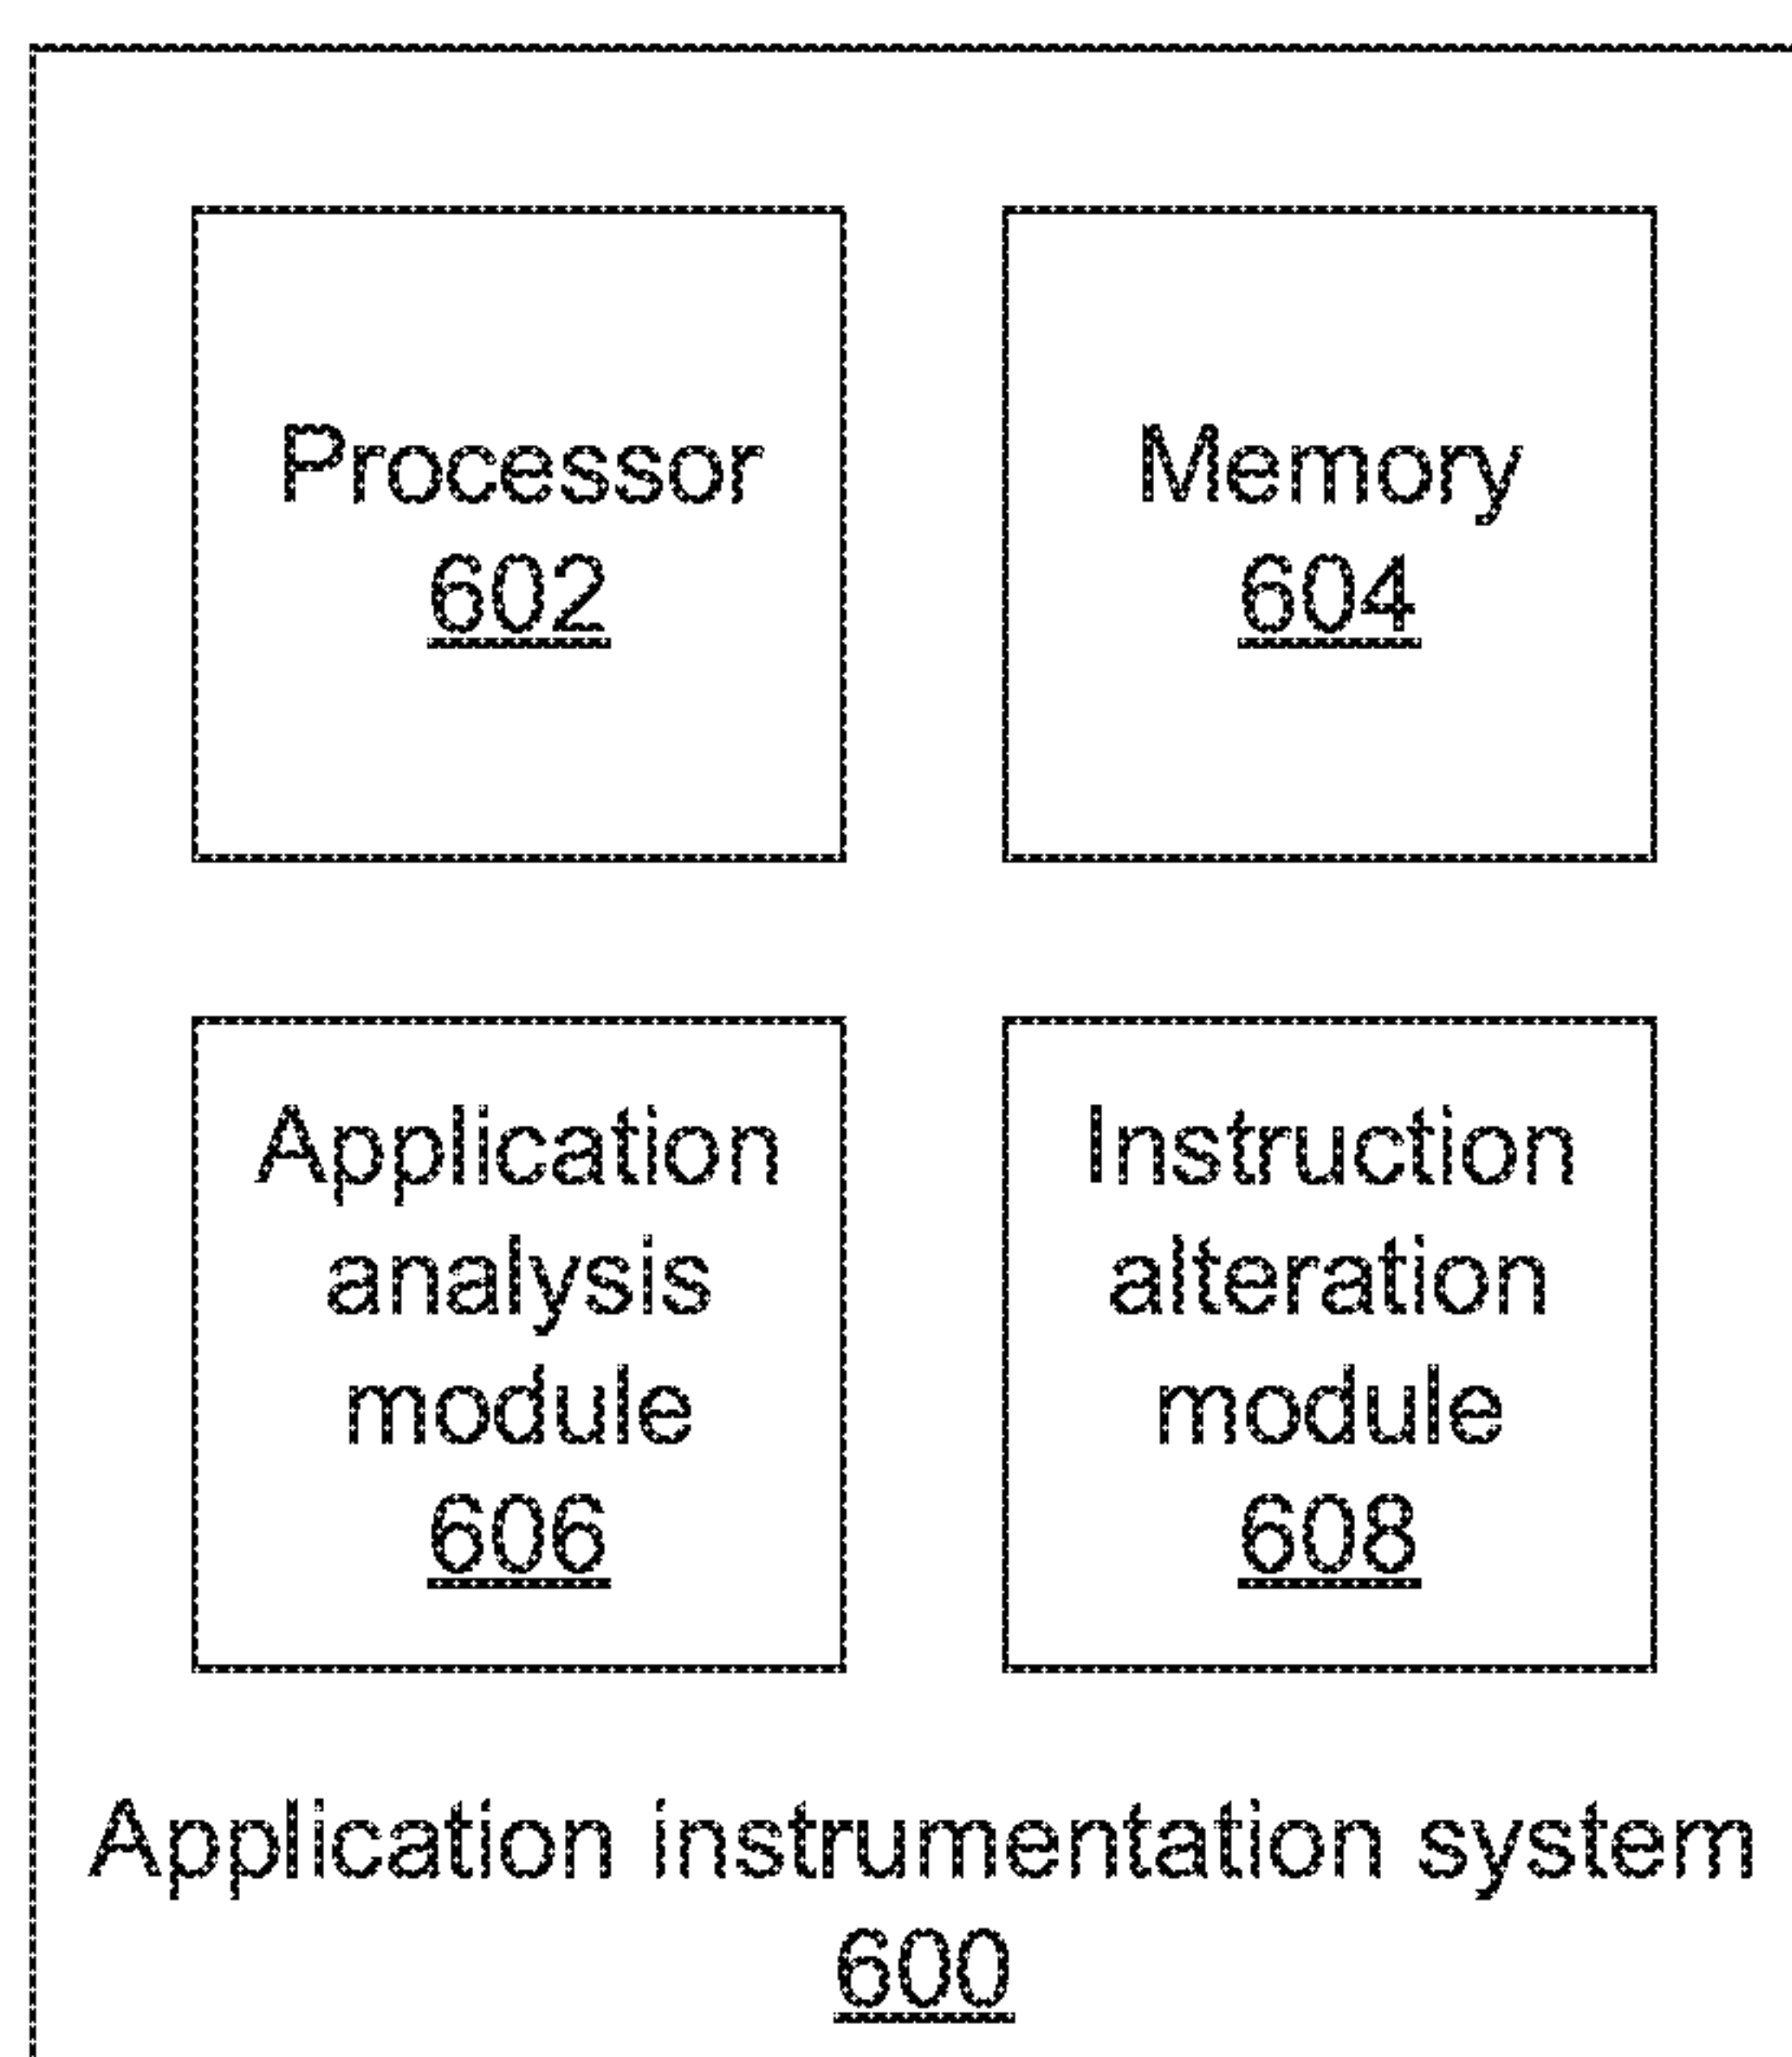 Processor
602
Memory
604
Application
analysis
module
606
Instruction
alteration
module
608
Application instrumentation system
600